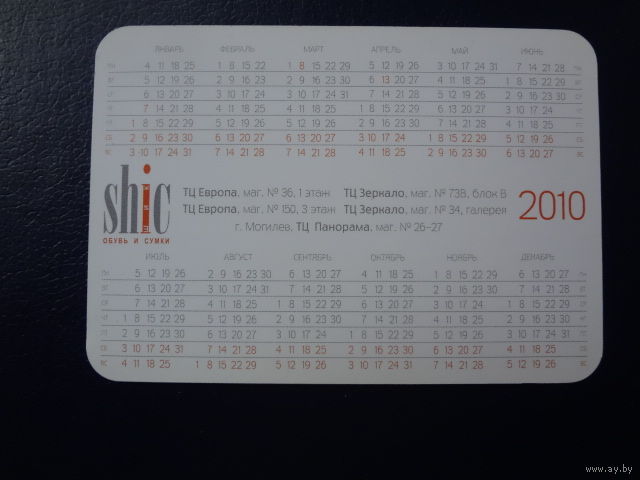 ЯНВАРЬ ФЕВРАЛЬ МАРТ АПРЕЛЬ МАЙ ИЮНЬ
4 11 18 25 1 8 15 22 1 8 15 22 29 5 12 19 26 3 10 17 24 31 7 14 21 28
5 12 19 26 2 9 16 23 2 9 16 23 30 6 13 20 27 4 11 18 25 1 8 15 22 29
6 13 20 27 3 10 17 24 3 10 17 24 31 7 14 21 28 5 12 19 26 2 9 16 23 30
7 14 21 28 4 11 18 25 4 11 18 25 1 8 15 22 29 6 13 20 27 3 10 17 24
1 8 15 22 29 5 12 19 26 5 12 19 26 2 9 16 23 30 7 14 21 28 4 11 18 25
2 9 16 23 30 6 13 20 27 6 13 20 27 3 10 17 24 1 8 15 22 29 5 12 19 26
3 10 17 24 31 7 14 21 28 7 14 21 28 4 11 18 25 2 9 16 23 30 6 13 20 27
shic
ОБУВЬ И СУМКИ
ТЦ Европа, маг. № 36, 1 этаж ТЦ Зеркало, маг. № 73В, блок В
ТЦ Европа, маг. № 150, 3 этаж ТЦ Зеркало, маг. № 34, галерея
г. Могилев, ТЦ Панорама, маг. № 26-27
2010
ИЮЛЬ АВГУСТ СЕНТЯБРЬ ОКТЯБРЬ НОЯБРЬ ДЕКАБРЬ
5 12 19 26 2 9 16 23 30 6 13 20 27 4 11 18 25 1 8 15 22 29 6 13 20 27
6 13 20 27 3 10 17 24 31 7 14 21 28 5 12 19 26 2 9 16 23 30 7 14 21 28
7 14 21 28 4 11 18 25 1 8 15 22 29 6 13 20 27 3 10 17 24 1 8 15 22 29
1 8 15 22 29 5 12 19 26 2 9 16 23 30 7 14 21 28 4 11 18 25 2 9 16 23 30
2 9 16 23 30 6 13 20 27 3 10 17 24 1 8 15 22 29 5 12 19 26 3 10 17 24 31
3 10 17 24 31 7 14 21 28 4 11 18 25 2 9 16 23 30 6 13 20 27 4 11 18 25
4 11 18 25 1 8 15 22 29 5 12 19 26 3 10 17 24 31 7 14 21 28 5 12 19 26
www.ay.by